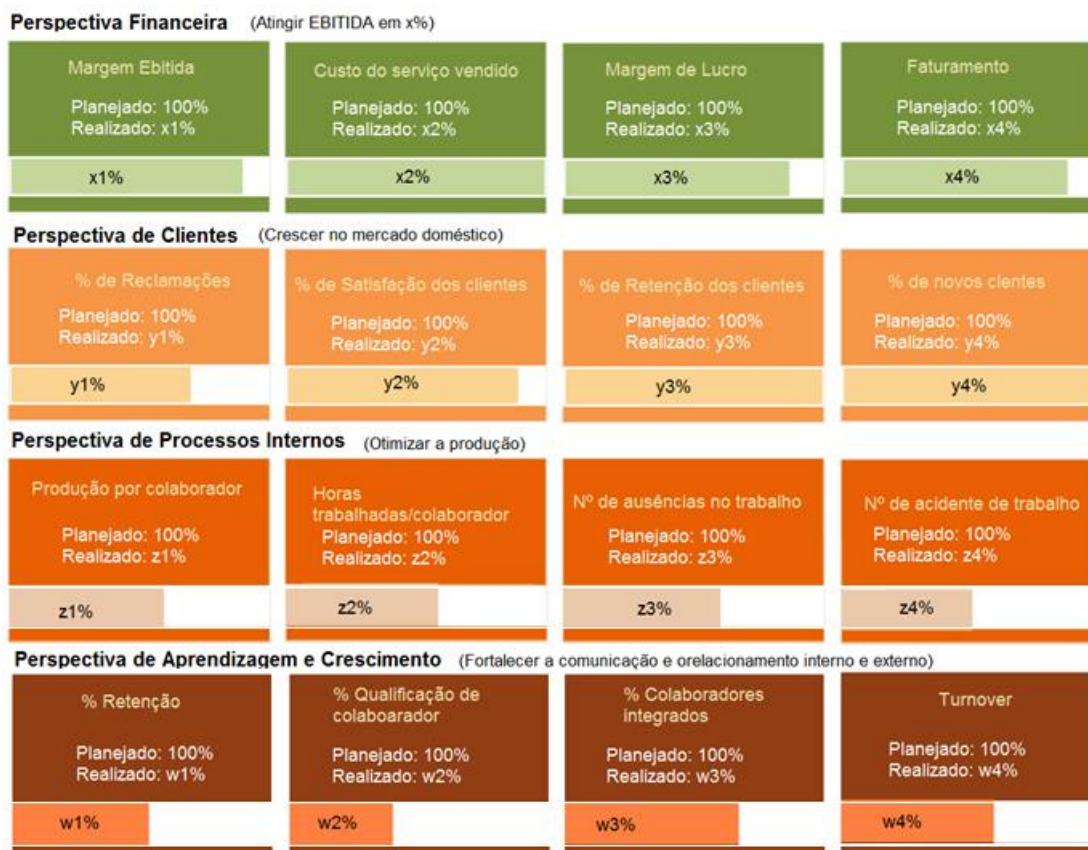 Perspectiva Financeira (Atingir EBITIDA em x%)
Margem Ebitida
Planejado: 100%
Realizado: x1%
x1%
Custo do serviço vendido
Planejado: 100%
Realizado: x2%
x2%
Margem de Lucro
Planejado: 100%
Realizado: x3%
x3%
Faturamento
Planejado: 100%
Realizado: x4%
x4%
Perspectiva de Clientes (Crescer no mercado doméstico)
% de Reclamações
Planejado: 100%
Realizado: y1%
y1%
% de Satisfação dos clientes
Planejado: 100%
Realizado: y2%
y2%
% de Retenção dos clientes
Planejado: 100%
Realizado: y3%
y3%
% de novos clentes
Planejado: 100%
Realizado: y4%
y4%
Perspectiva de Processos Internos (Otimizar a produção)
Produção por colaborador
Planejado: 100%
Realizado: z1%
z1%
Horas
trabalhadas/colaborador
Planejado: 100%
Realizado: z2%
z2%
Nº de ausências no trabalho
Planejado: 100%
Realizado: z3%
z3%
Nº de acidente de trabalho
Planejado: 100%
Realizado: z4%
z4%
Perspectiva de Aprendizagem e Crescimento (Fortalecer a comunicação e orelacionamento interno e externo)
% Retenção
Planejado: 100%
Realizado: w1%
w1%
% Qualificação de
colaboarador
Planejado: 100%
Realizado: w2%
w2%
% Colaboradores
integrados
Planejado: 100%
Realizado: w3%
w3%
Turnover
Planejado: 100%
Realizado: w4%
w4%